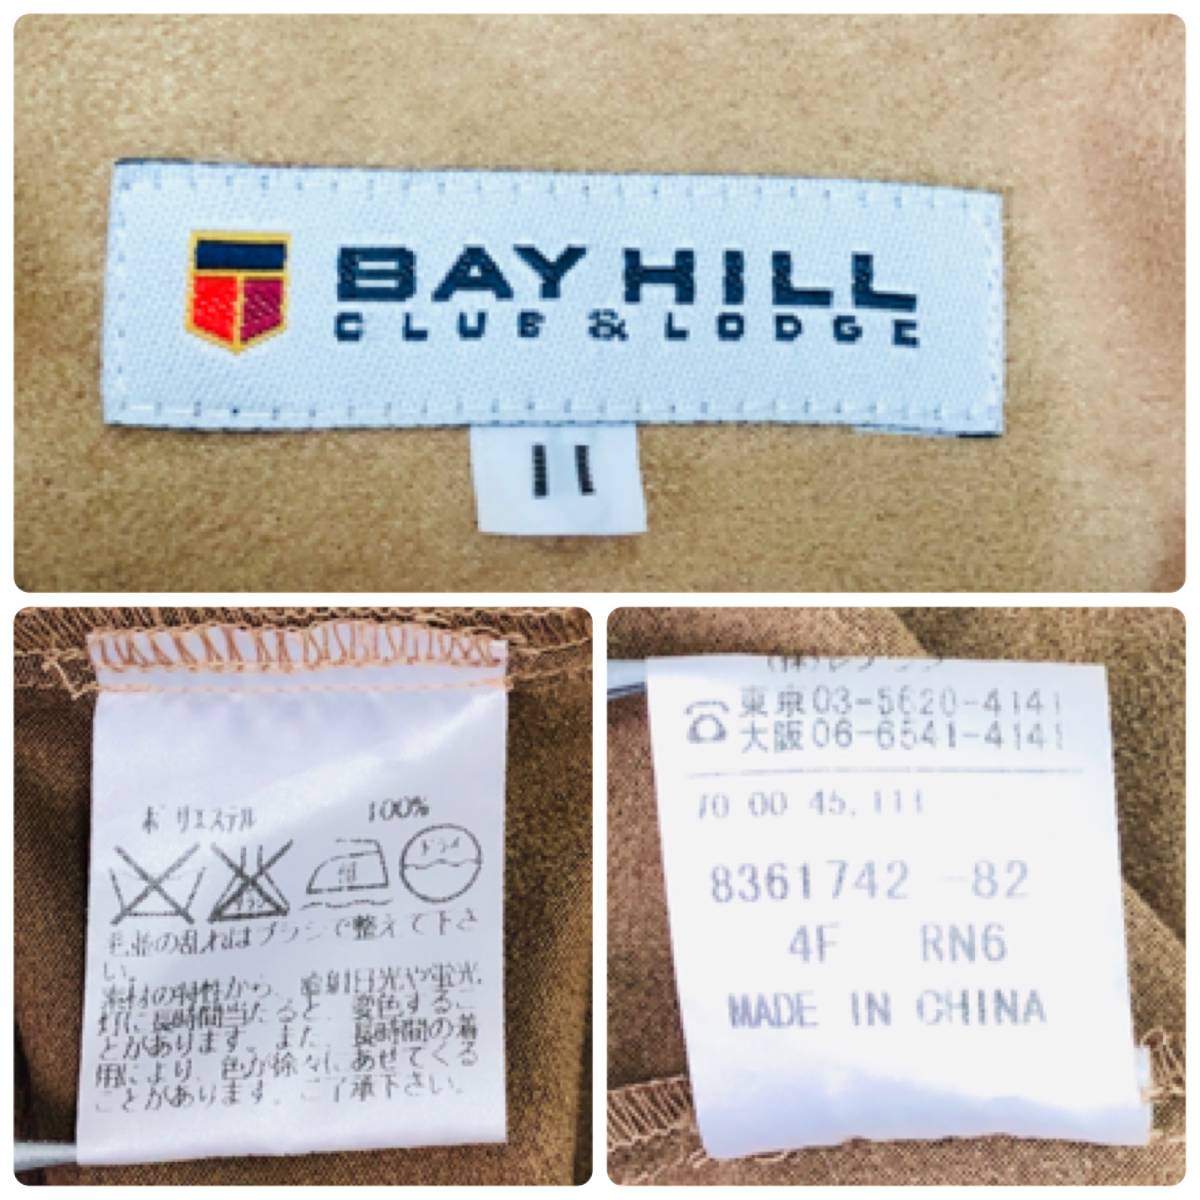 BAY HILL
CLUB & LODGE
11
ポリエステル 100%
中
ドライ
毛並の乱れはブラシで整えて下さ
い。
素材の特性から、直射日光や蛍光
灯に長時間当たると、変色するこ
とがあります。また、長時間の着
用により、色が徐々にあせてくる
ことがあります。ご了承下さい。
東京03-5620-4141
大阪06-6541-4141
70 00 45,111
8361742 -82
4F RN6
MADE IN CHINA